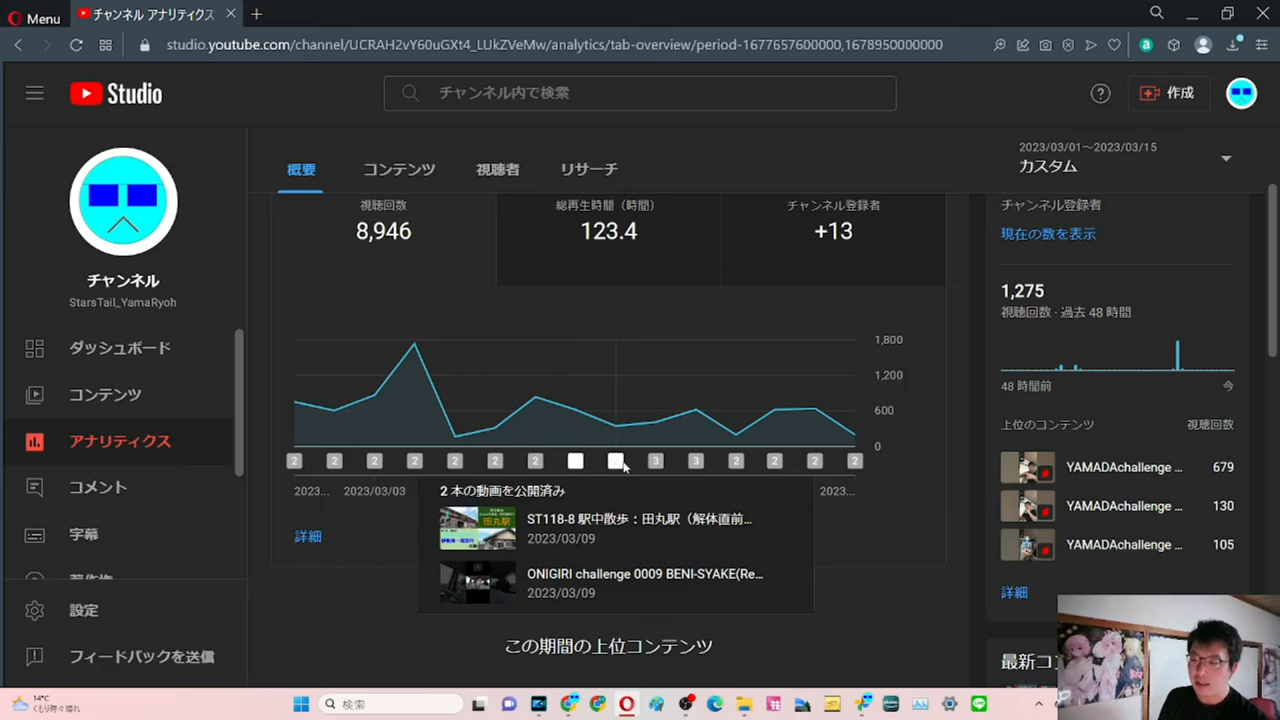 Menu
チャンネル アナリティクス
studio.youtube.com/channel/UCRAH2vY60uGXt4_LUkZVeMw/analytics/tab-overview/period-1677657600000,1678950000000
Studio
チャンネル内で検索
作成
チャンネル
StarsTail_YamaRyoh
ダッシュボード
コンテンツ
アナリティクス
コメント
字幕
設定
フィードバックを送信
概要
コンテンツ
視聴者
リサーチ
2023/03/01～2023/03/15
カスタム
視聴回数
8,946
総再生時間（時間）
123.4
チャンネル登録者
+13
1,800
1,200
600
0
2 2 2 2 2 2 2 3 3 2 2 2 2
2023...
2023/03/03
2023...
2 本の動画を公開済み
ST118-8 駅中散歩：田丸駅（解体直前...
2023/03/09
ONIGIRI challenge 0009 BENI-SYAKE(Re...
2023/03/09
田丸駅
詳細
この期間の上位コンテンツ
チャンネル登録者
現在の数を表示
1,275
視聴回数 · 過去 48 時間
48 時間前
今
上位のコンテンツ
視聴回数
YAMADAchallenge ...
679
YAMADAchallenge ...
130
YAMADAchallenge ...
105
詳細
最新コ
14°C
くもり時々晴れ
検索